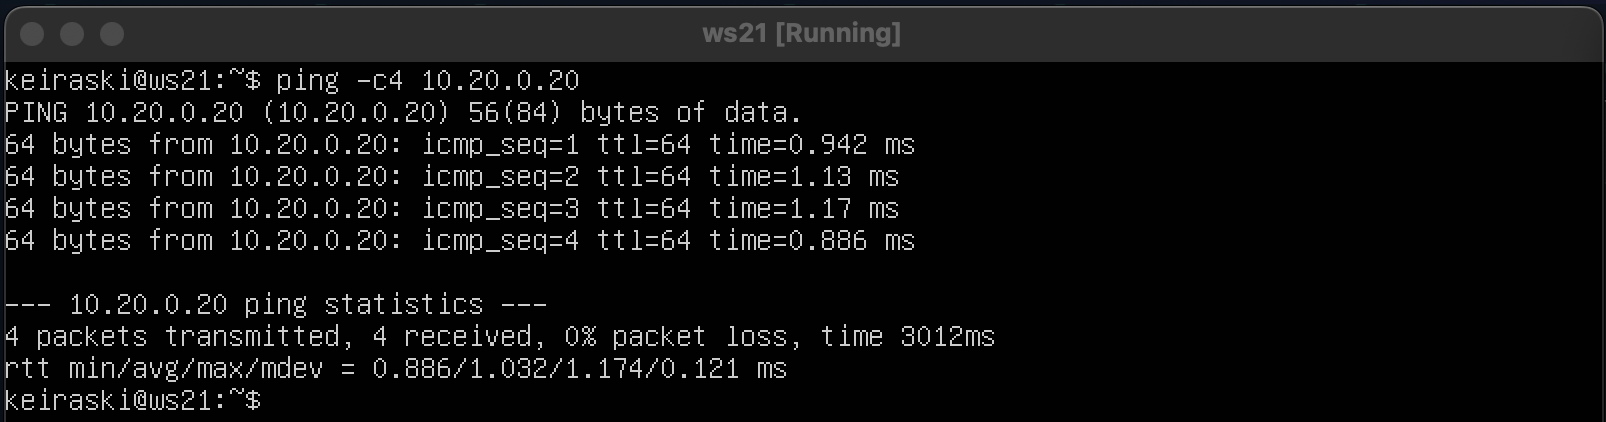 ws21 [Running]
keiraski@ws21:~$ ping -c4 10.20.0.20
PING 10.20.0.20 (10.20.0.20) 56(84) bytes of data.
64 bytes from 10.20.0.20: icmp_seq=1 ttl=64 time=0.942 ms
64 bytes from 10.20.0.20: icmp_seq=2 ttl=64 time=1.13 ms
64 bytes from 10.20.0.20: icmp_seq=3 ttl=64 time=1.17 ms
64 bytes from 10.20.0.20: icmp_seq=4 ttl=64 time=0.886 ms
--- 10.20.0.20 ping statistics ---
4 packets transmitted, 4 received, 0% packet loss, time 3012ms
rtt min/avg/max/mdev = 0.886/1.032/1.174/0.121 ms
keiraski@ws21:~$